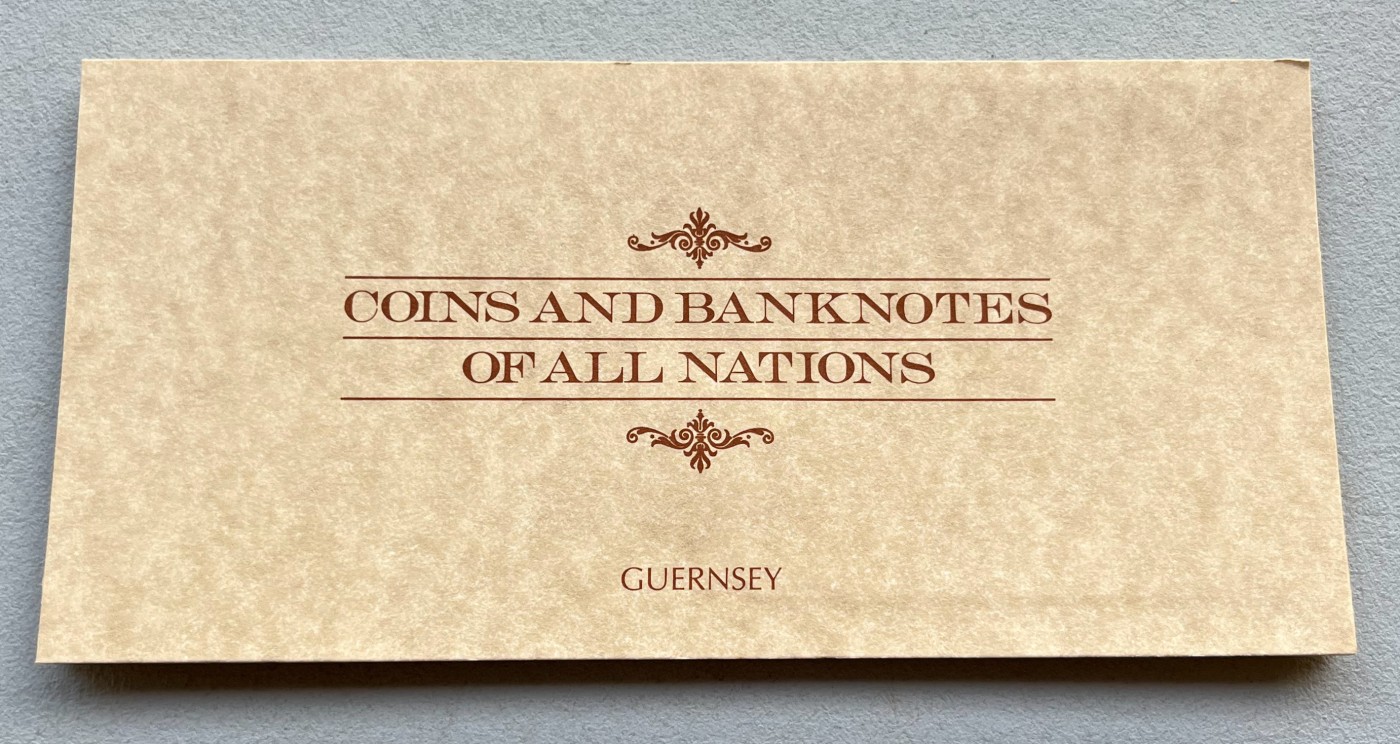 COINS AND BANKNOTES
OF ALL NATIONS
GUERNSEY